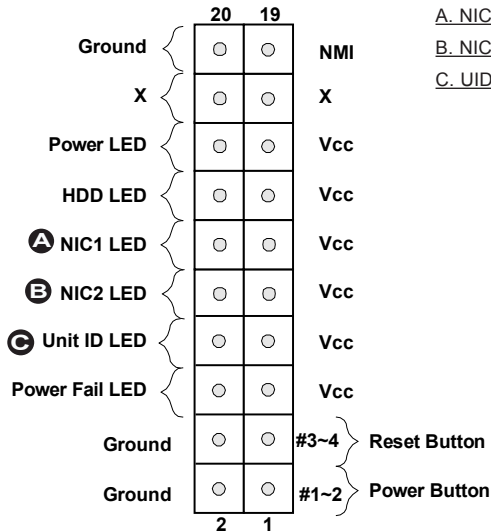 20 19
A. NIC
Ground NMI
B. NIC
X X
C. UID
Power LED Vcc
HDD LED Vcc
A NIC1 LED Vcc
B NIC2 LED Vcc
C Unit ID LED Vcc
Power Fail LED Vcc
Ground #3~4 Reset Button
Ground #1~2 Power Button
2 1